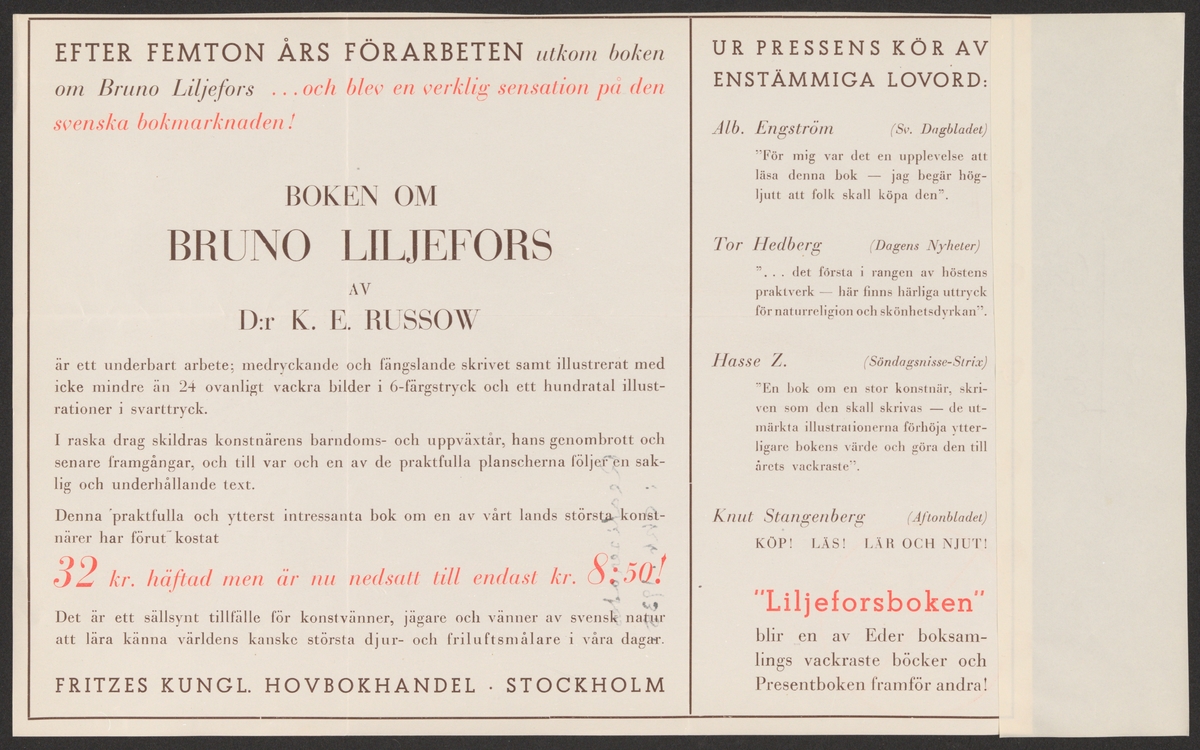 EFTER FEMTON ÅRS FÖRARBETEN utkom boken
om Bruno Liljefors ...och blev en verklig sensation på den
svenska bokmarknaden!
BOKEN OM
BRUNO LILJEFORS
AV
D:r K. E. RUSSOW
är ett underbart arbete; medryckande och fängslande skrivet samt illustrerat med
icke mindre än 24 ovanligt vackra bilder i 6-färgstryck och ett hundratal illust-
rationer i svarttryck.
I raska drag skildras konstnärens barndoms- och uppväxtår, hans genombrott och
senare framgångar, och till var och en av de praktfulla planscherna följer en sak-
lig och underhållande text.
Denna praktfulla och ytterst intressanta bok om en av vårt lands största konst-
närer har förut kostat
32 kr. häftad men är nu nedsatt till endast kr. 8:50!
Det är ett sällsynt tillfälle för konstvänner, jägare och vänner av svensk natur
att lära känna världens kanske största djur- och friluftsmålare i våra dagar.
FRITZES KUNGL. HOVBOKHANDEL · STOCKHOLM
UR PRESSENS KÖR AV
ENSTÄMMIGA LOVORD:
Alb. Engström (Sv. Dagbladet)
"För mig var det en upplevelse att
läsa denna bok — jag begär hög-
ljutt att folk skall köpa den".
Tor Hedberg (Dagens Nyheter)
"... det första i rangen av höstens
praktverk — här finns härliga uttryck
för naturreligion och skönhetsdyrkan".
Hasse Z. (Söndagsnisse-Strix)
"En bok om en stor konstnär, skri-
ven som den skall skrivas — de ut-
märkta illustrationerna förhöja ytter-
ligare bokens värde och göra den till
årets vackraste".
Knut Stangenberg (Aftonbladet)
KÖP! LÄS! LÄR OCH NJUT!
"Liljeforsboken"
blir en av Eder boksam-
lings vackraste böcker och
Presentboken framför andra!